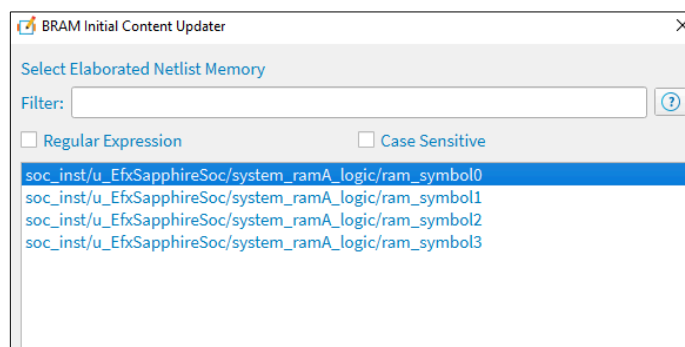 BRAM Initial Content Updater
Select Elaborated Netlist Memory
Filter:
?
Regular Expression Case Sensitive
soc_inst/u_EfxSapphireSoc/system_ramA_logic/ram_symbol0
soc_inst/u_EfxSapphireSoc/system_ramA_logic/ram_symbol1
soc_inst/u_EfxSapphireSoc/system_ramA_logic/ram_symbol2
soc_inst/u_EfxSapphireSoc/system_ramA_logic/ram_symbol3